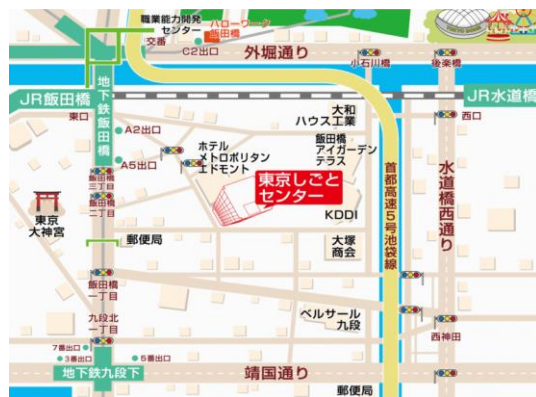 職業能力開発
センター
ハローワーク
飯田橋
交番
C2出口
外堀通り
小石川橋
後楽橋
地下鉄飯田橋
JR飯田橋
JR水道橋
東口
西口
A2出口
A5出口
大和
ハウス工業
飯田橋
アイガーデン
テラス
ホテル
メトロポリタン
エドモント
東京しごと
センター
KDDI
首都高速5号池袋線
水道橋西通り
飯田橋
三丁目
飯田橋
二丁目
東京
大神宮
郵便局
大塚
商会
飯田橋
一丁目
九段北
一丁目
ベルサール
九段
西神田
7番出口
3番出口
5番出口
地下鉄九段下
靖国通り
郵便局